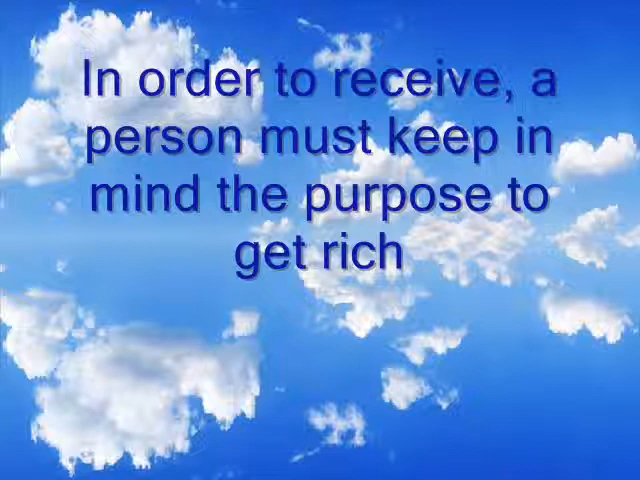 In order to receive, a
person must keep in
mind the purpose to
get rich